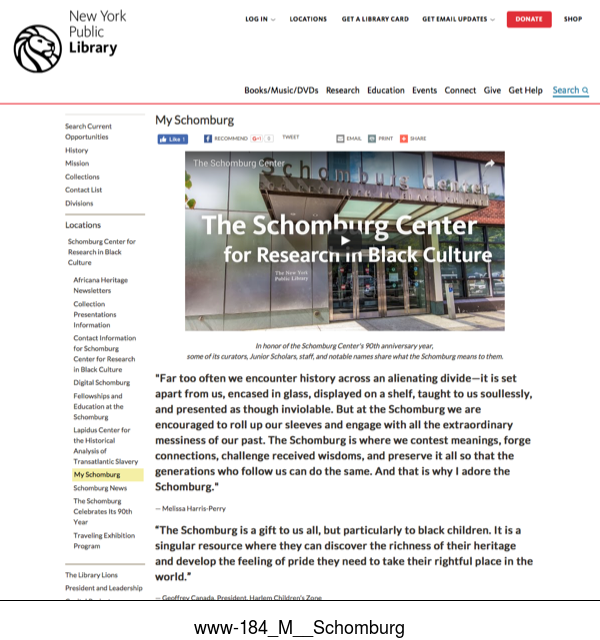 New York
Public
Library
LOG IN
LOCATIONS
GET A LIBRARY CARD
GET EMAIL UPDATES
DONATE
SHOP
Books/Music/DVDs Research Education Events Connect Give Get Help Search
My Schomburg
Like 1
RECOMMEND
TWEET
EMAIL
PRINT
SHARE
Search Current
Opportunities
History
Mission
Collections
Contact List
Divisions
Locations
Schomburg Center for
Research in Black
Culture
Africana Heritage
Newsletters
Collection
Presentations
Information
Contact Information
for Schomburg
Center for Research
in Black Culture
Digital Schomburg
Fellowships and
Education at the
Schomburg
Lapidus Center for
the Historical
Analysis of
Transatlantic Slavery
My Schomburg
Schomburg News
The Schomburg
Celebrates Its 90th
Year
Traveling Exhibition
Program
The Library Lions
President and Leadership
The Schomburg Center
Schomburg Center
The Schomburg Center
for Research in Black Culture
The New York
Public Library
In honor of the Schomburg Center's 90th anniversary year,
some of its curators, Junior Scholars, staff, and notable names share what the Schomburg means to them.
"Far too often we encounter history across an alienating divide—it is set
apart from us, encased in glass, displayed on a shelf, taught to us soullessly,
and presented as though inviolable. But at the Schomburg we are
encouraged to roll up our sleeves and engage with all the extraordinary
messiness of our past. The Schomburg is where we contest meanings, forge
connections, challenge received wisdoms, and preserve it all so that the
generations who follow us can do the same. And that is why I adore the
Schomburg."
— Melissa Harris-Perry
"The Schomburg is a gift to us all, but particularly to black children. It is a
singular resource where they can discover the richness of their heritage
and develop the feeling of pride they need to take their rightful place in the
world."
— Geoffrey Canada, President, Harlem Children's Zone
www-184_M__Schomburg